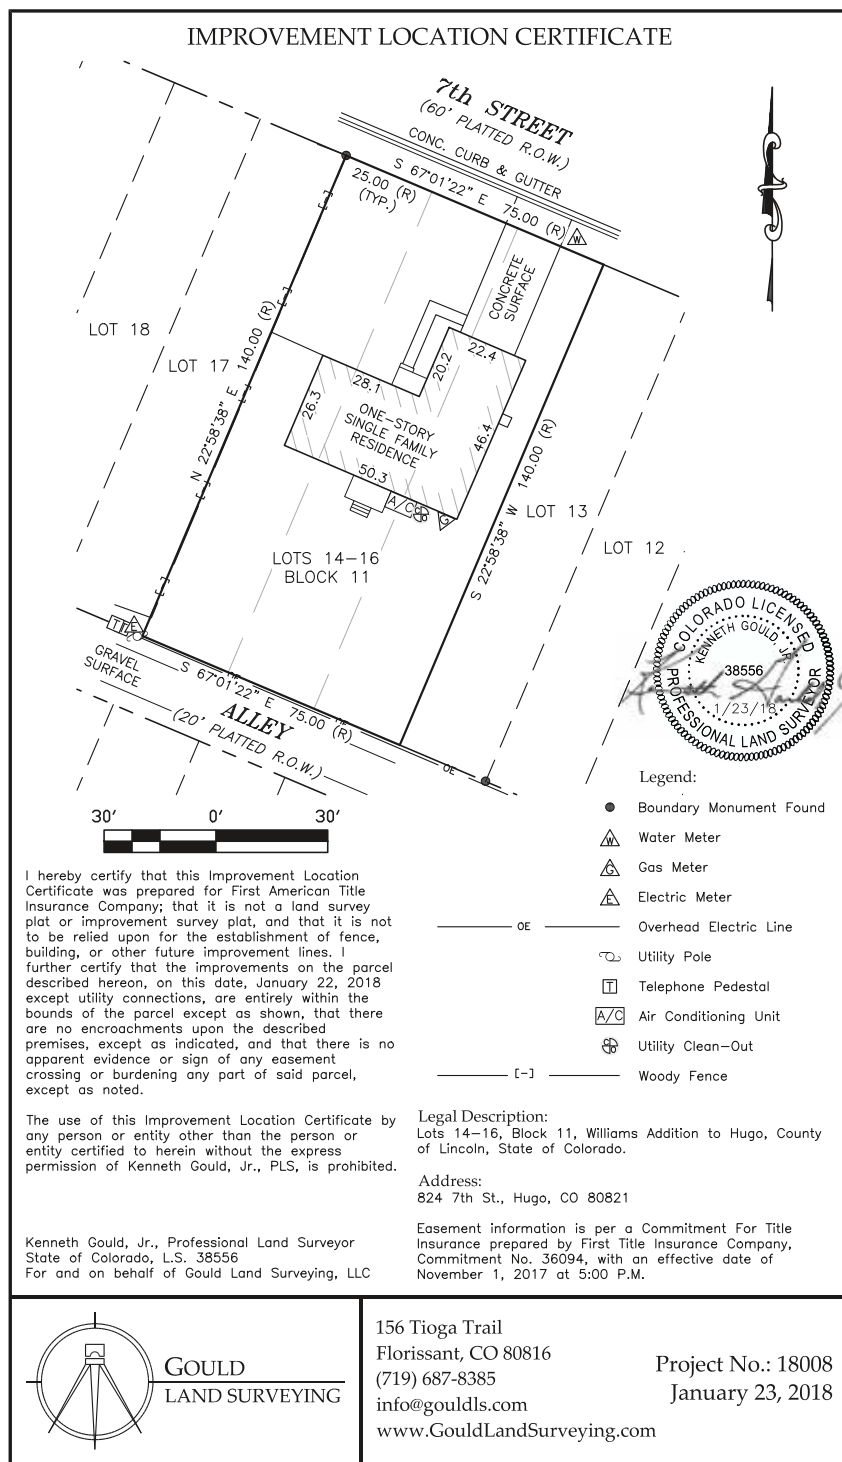 IMPROVEMENT LOCATION CERTIFICATE
7th STREET
(60' PLATTED R.O.W.)
CONC. CURB & GUTTER
S 67°01'22" E 75.00 (R)
25.00 (R)
(TYP.)
W
CONCRETE
SURFACE
LOT 18
LOT 17
N 22°58'38" E 140.00 (R)
28.1
20.2
22.4
26.3
ONE-STORY
SINGLE FAMILY
RESIDENCE
46.4
50.3
A/C
G
S 22°58'38" W 140.00 (R)
LOT 13
LOT 12
LOTS 14-16
BLOCK 11
T
E
GRAVEL
SURFACE
S 67°01'22" E 75.00 (R)
ALLEY
(20' PLATTED R.O.W.)
OE
COLORADO LICENSED
KENNETH GOULD, JR
38556
1/23/18
PROFESSIONAL LAND SURVEYOR
30' 0' 30'
Legend:
Boundary Monument Found
W Water Meter
G Gas Meter
E Electric Meter
OE Overhead Electric Line
Utility Pole
T Telephone Pedestal
A/C Air Conditioning Unit
Utility Clean-Out
[-] Woody Fence
I hereby certify that this Improvement Location
Certificate was prepared for First American Title
Insurance Company; that it is not a land survey
plat or improvement survey plat, and that it is not
to be relied upon for the establishment of fence,
building, or other future improvement lines. I
further certify that the improvements on the parcel
described hereon, on this date, January 22, 2018
except utility connections, are entirely within the
bounds of the parcel except as shown, that there
are no encroachments upon the described
premises, except as indicated, and that there is no
apparent evidence or sign of any easement
crossing or burdening any part of said parcel,
except as noted.
The use of this Improvement Location Certificate by
any person or entity other than the person or
entity certified to herein without the express
permission of Kenneth Gould, Jr., PLS, is prohibited.
Kenneth Gould, Jr., Professional Land Surveyor
State of Colorado, L.S. 38556
For and on behalf of Gould Land Surveying, LLC
Legal Description:
Lots 14-16, Block 11, Williams Addition to Hugo, County
of Lincoln, State of Colorado.
Address:
824 7th St., Hugo, CO 80821
Easement information is per a Commitment For Title
Insurance prepared by First Title Insurance Company,
Commitment No. 36094, with an effective date of
November 1, 2017 at 5:00 P.M.
GOULD
LAND SURVEYING
156 Tioga Trail
Florissant, CO 80816
(719) 687-8385
info@gouldls.com
www.GouldLandSurveying.com
Project No.: 18008
January 23, 2018